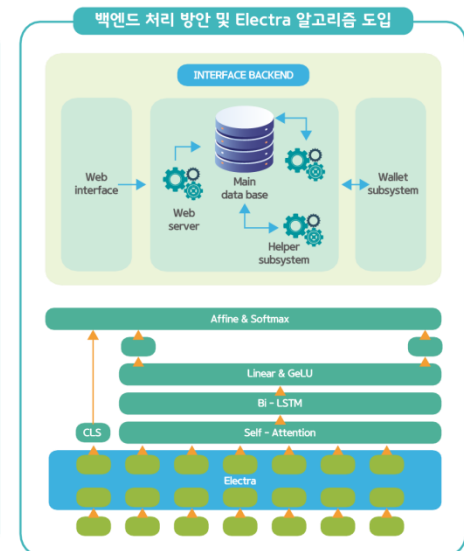 백엔드 처리 방안 및 Electra 알고리즘 도입
INTERFACE BACKEND
Web
interface
Web
server
Main
data base
Helper
subsystem
Wallet
subsystem
Affine & Softmax
Linear & GeLU
Bi - LSTM
CLS
Self - Attention
Electra